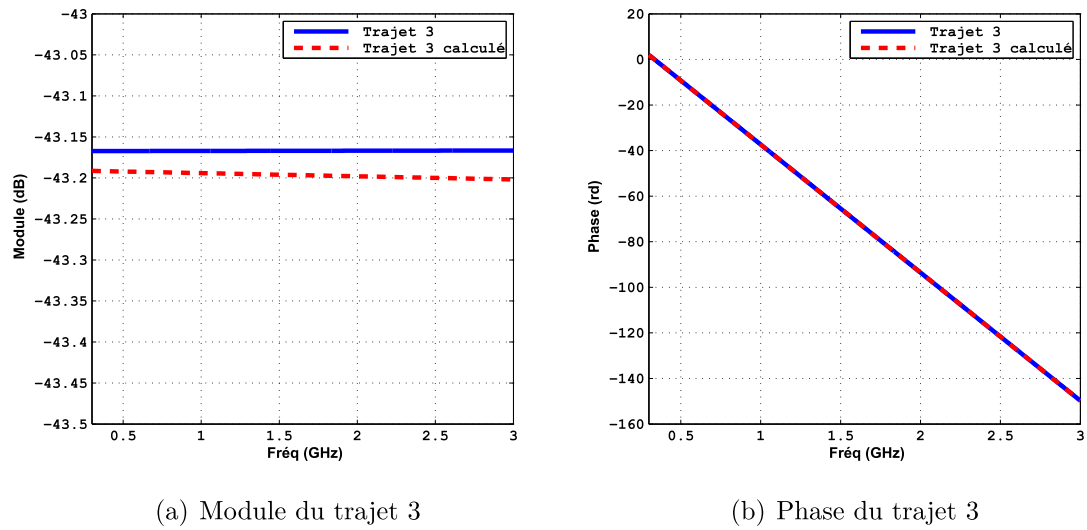 Trajet 3
Trajet 3 calculé
-43
-43.05
-43.1
-43.15
-43.2
-43.25
-43.3
-43.35
-43.4
-43.45
-43.5
Module (dB)
0.5 1 1.5 2 2.5 3
Fréq (GHz)
(a) Module du trajet 3
Trajet 3
Trajet 3 calculé
20
0
-20
-40
-60
-80
-100
-120
-140
-160
Phase (rd)
0.5 1 1.5 2 2.5 3
Fréq (GHz)
(b) Phase du trajet 3